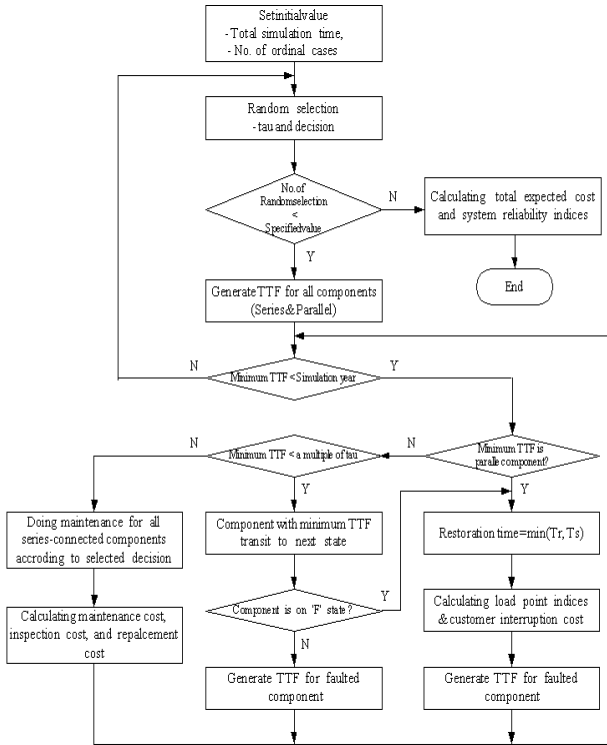 Setinitialvalue
- Total simulation time,
- No. of ordinal cases
Random selection
- tau and decision
No.of
Randomselection
<
Specifiedvalue
N
Calculating total expected cost
and system reliability indices
Y
End
Generate TTF for all components
(Series&Parallel)
N
Minimum TTF < Simulation year
Y
N
Minimum TTF < a multiple of tau
N
Minimum TTF is
paralle component?
Y
Y
Doing maintenance for all
series-connected components
accroding to selected decision
Component with minimum TTF
transit to next state
Restoration time=min(Tr, Ts)
Calculating maintenance cost,
inspection cost, and repalcement
cost
Component is on 'F' state ?
Y
Calculating load point indices
& customer interruption cost
N
Generate TTF for faulted
component
Generate TTF for faulted
component